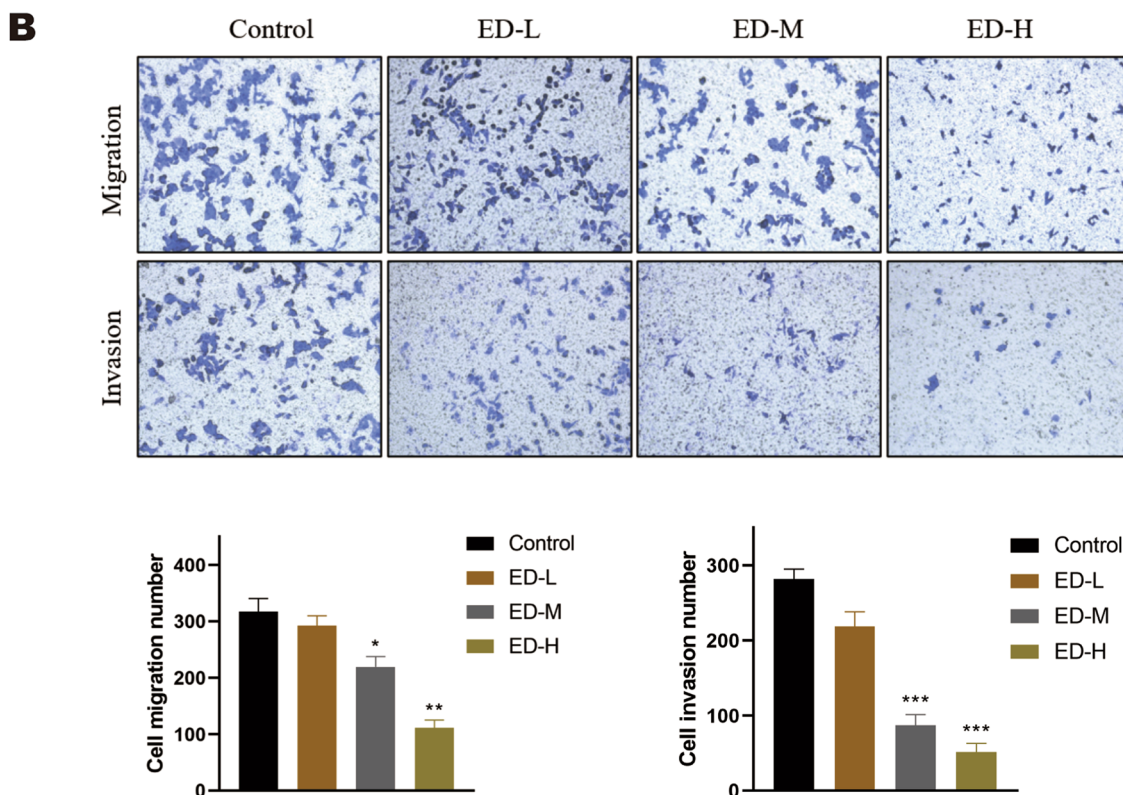 B
Control ED-L ED-M ED-H
Migration
Invasion
Cell migration number
400
300
200
100
0
*
**
Control
ED-L
ED-M
ED-H
Cell invasion number
300
200
100
0
***
***
Control
ED-L
ED-M
ED-H